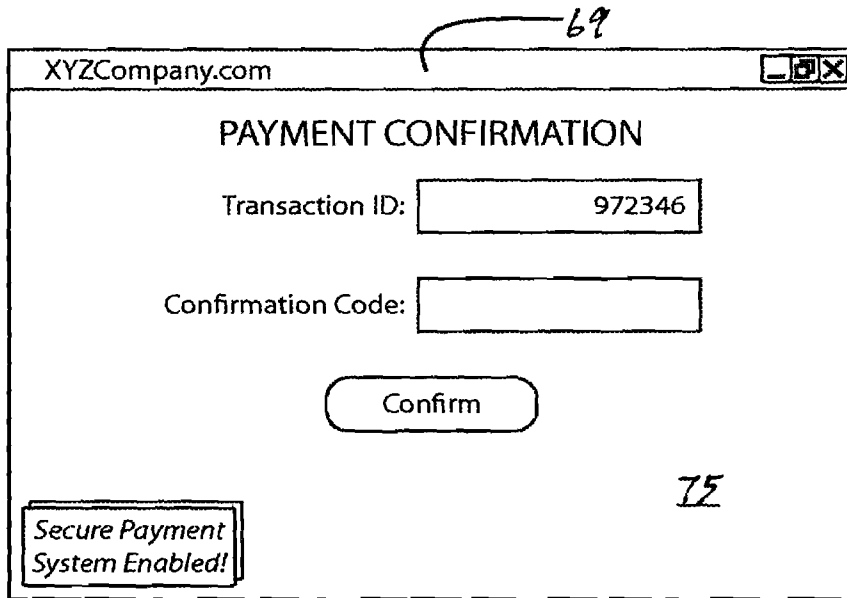 69
XYZCompany.com
PAYMENT CONFIRMATION
Transaction ID: 972346
Confirmation Code:
Confirm
75
Secure Payment
System Enabled!